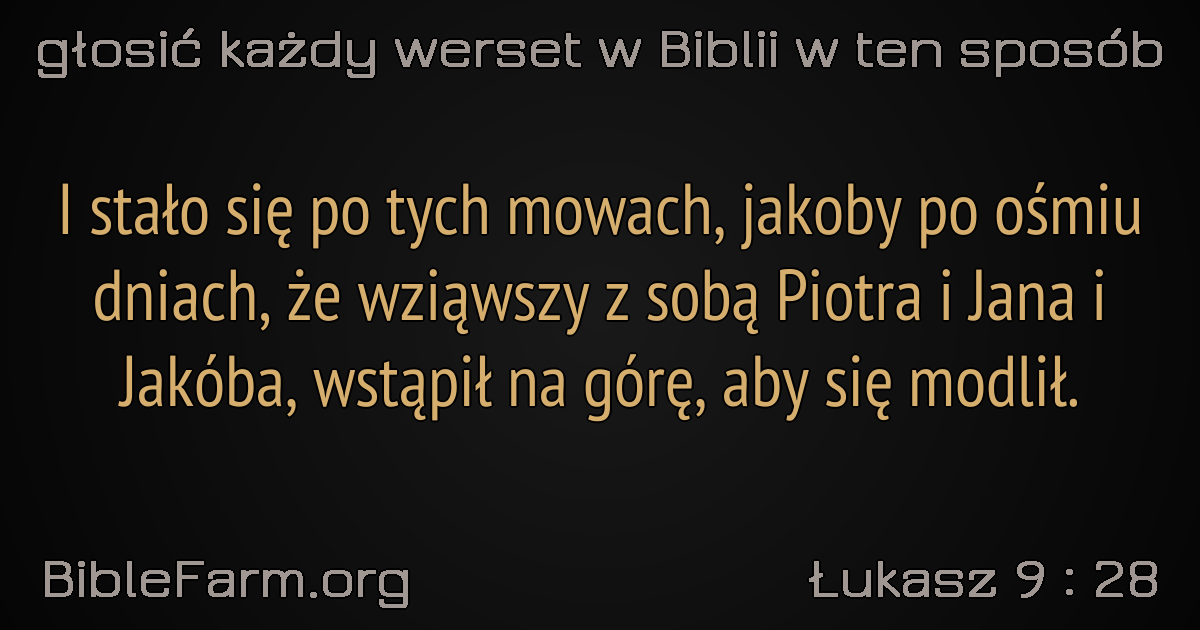 głosić każdy werset w Biblii w ten sposób
I stało się po tych mowach, jakoby po ośmiu
dniach, że wziąwszy z sobą Piotra i Jana i
Jakóba, wstąpił na górę, aby się modlił.
BibleFarm.org
Łukasz 9 : 28